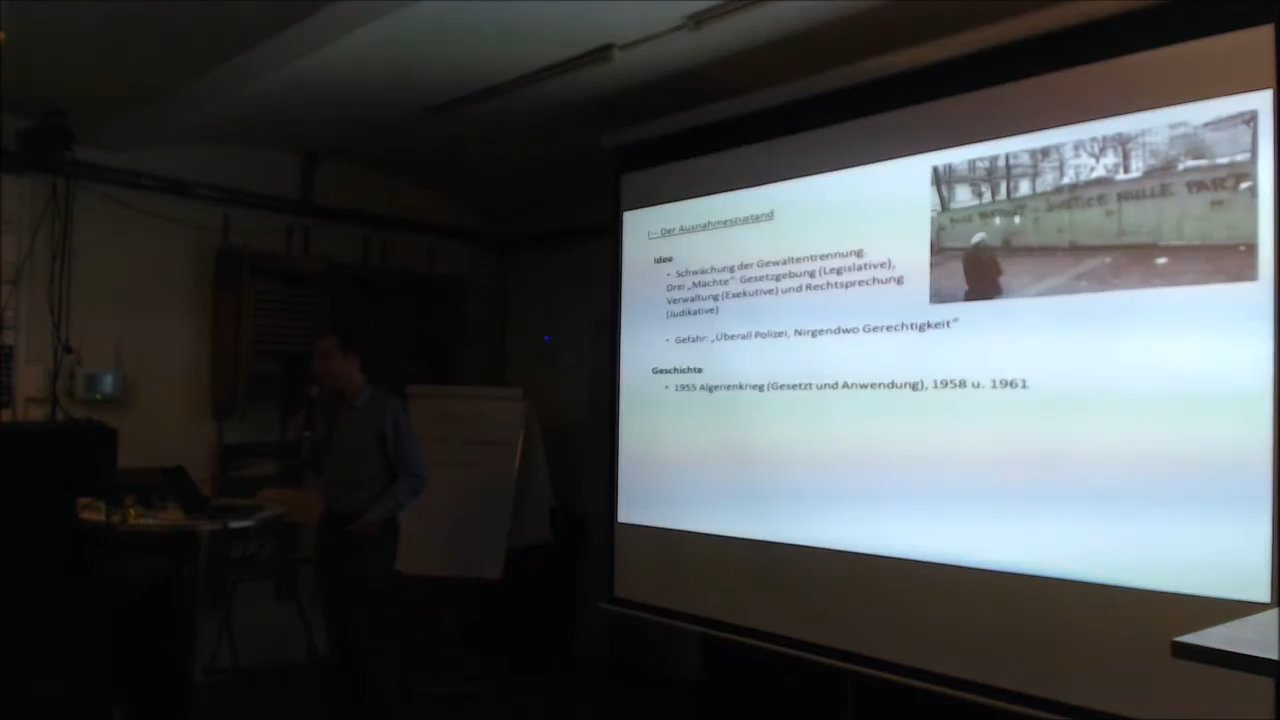 I – Der Ausnahmeszustand
Idee
• Schwächung der Gewaltentrennung.
Drei „Mächte": Gesetzgebung (Legislative),
Verwaltung (Exekutive) und Rechtsprechung
(Judikative)
• Gefahr: „Überall Polizei, Nirgendwo Gerechtigkeit"
Geschichte
• 1955 Algerienkrieg (Gesetzt und Anwendung), 1958 u. 1961
JUSTICE NULLE PART